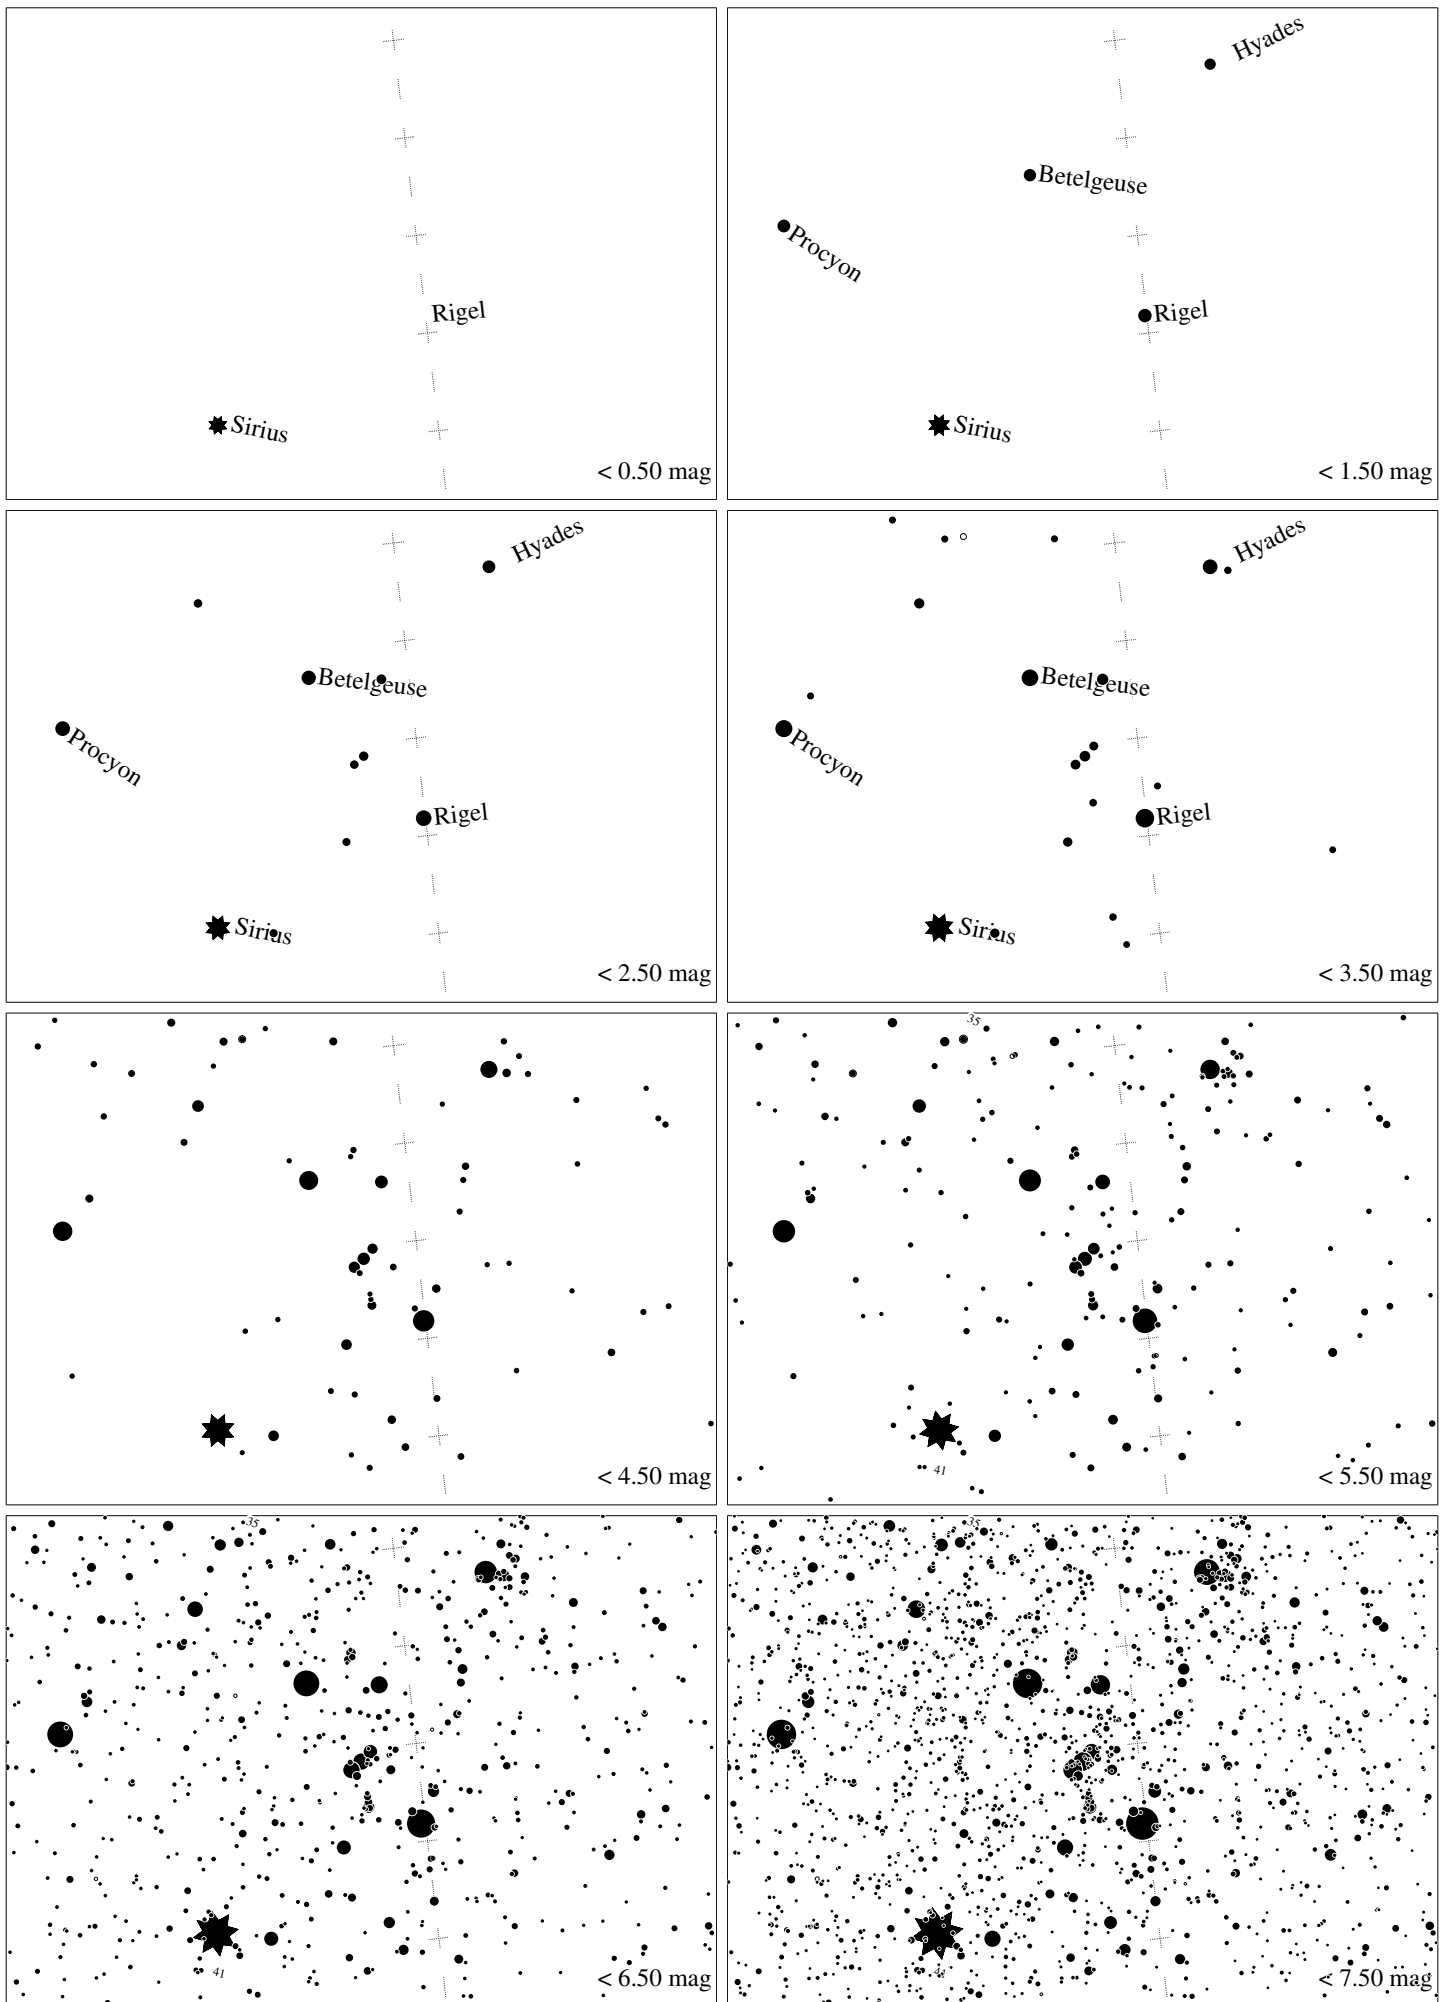 Rigel
Sirius
< 0.50 mag
Hyades
Betelgeuse
Procyon
Rigel
Sirius
< 1.50 mag
Hyades
Betelgeuse
Procyon
Rigel
Sirius
< 2.50 mag
Hyades
Betelgeuse
Procyon
Rigel
Sirius
< 3.50 mag
< 4.50 mag
35
41
< 5.50 mag
35
41
< 6.50 mag
35
41
< 7.50 mag